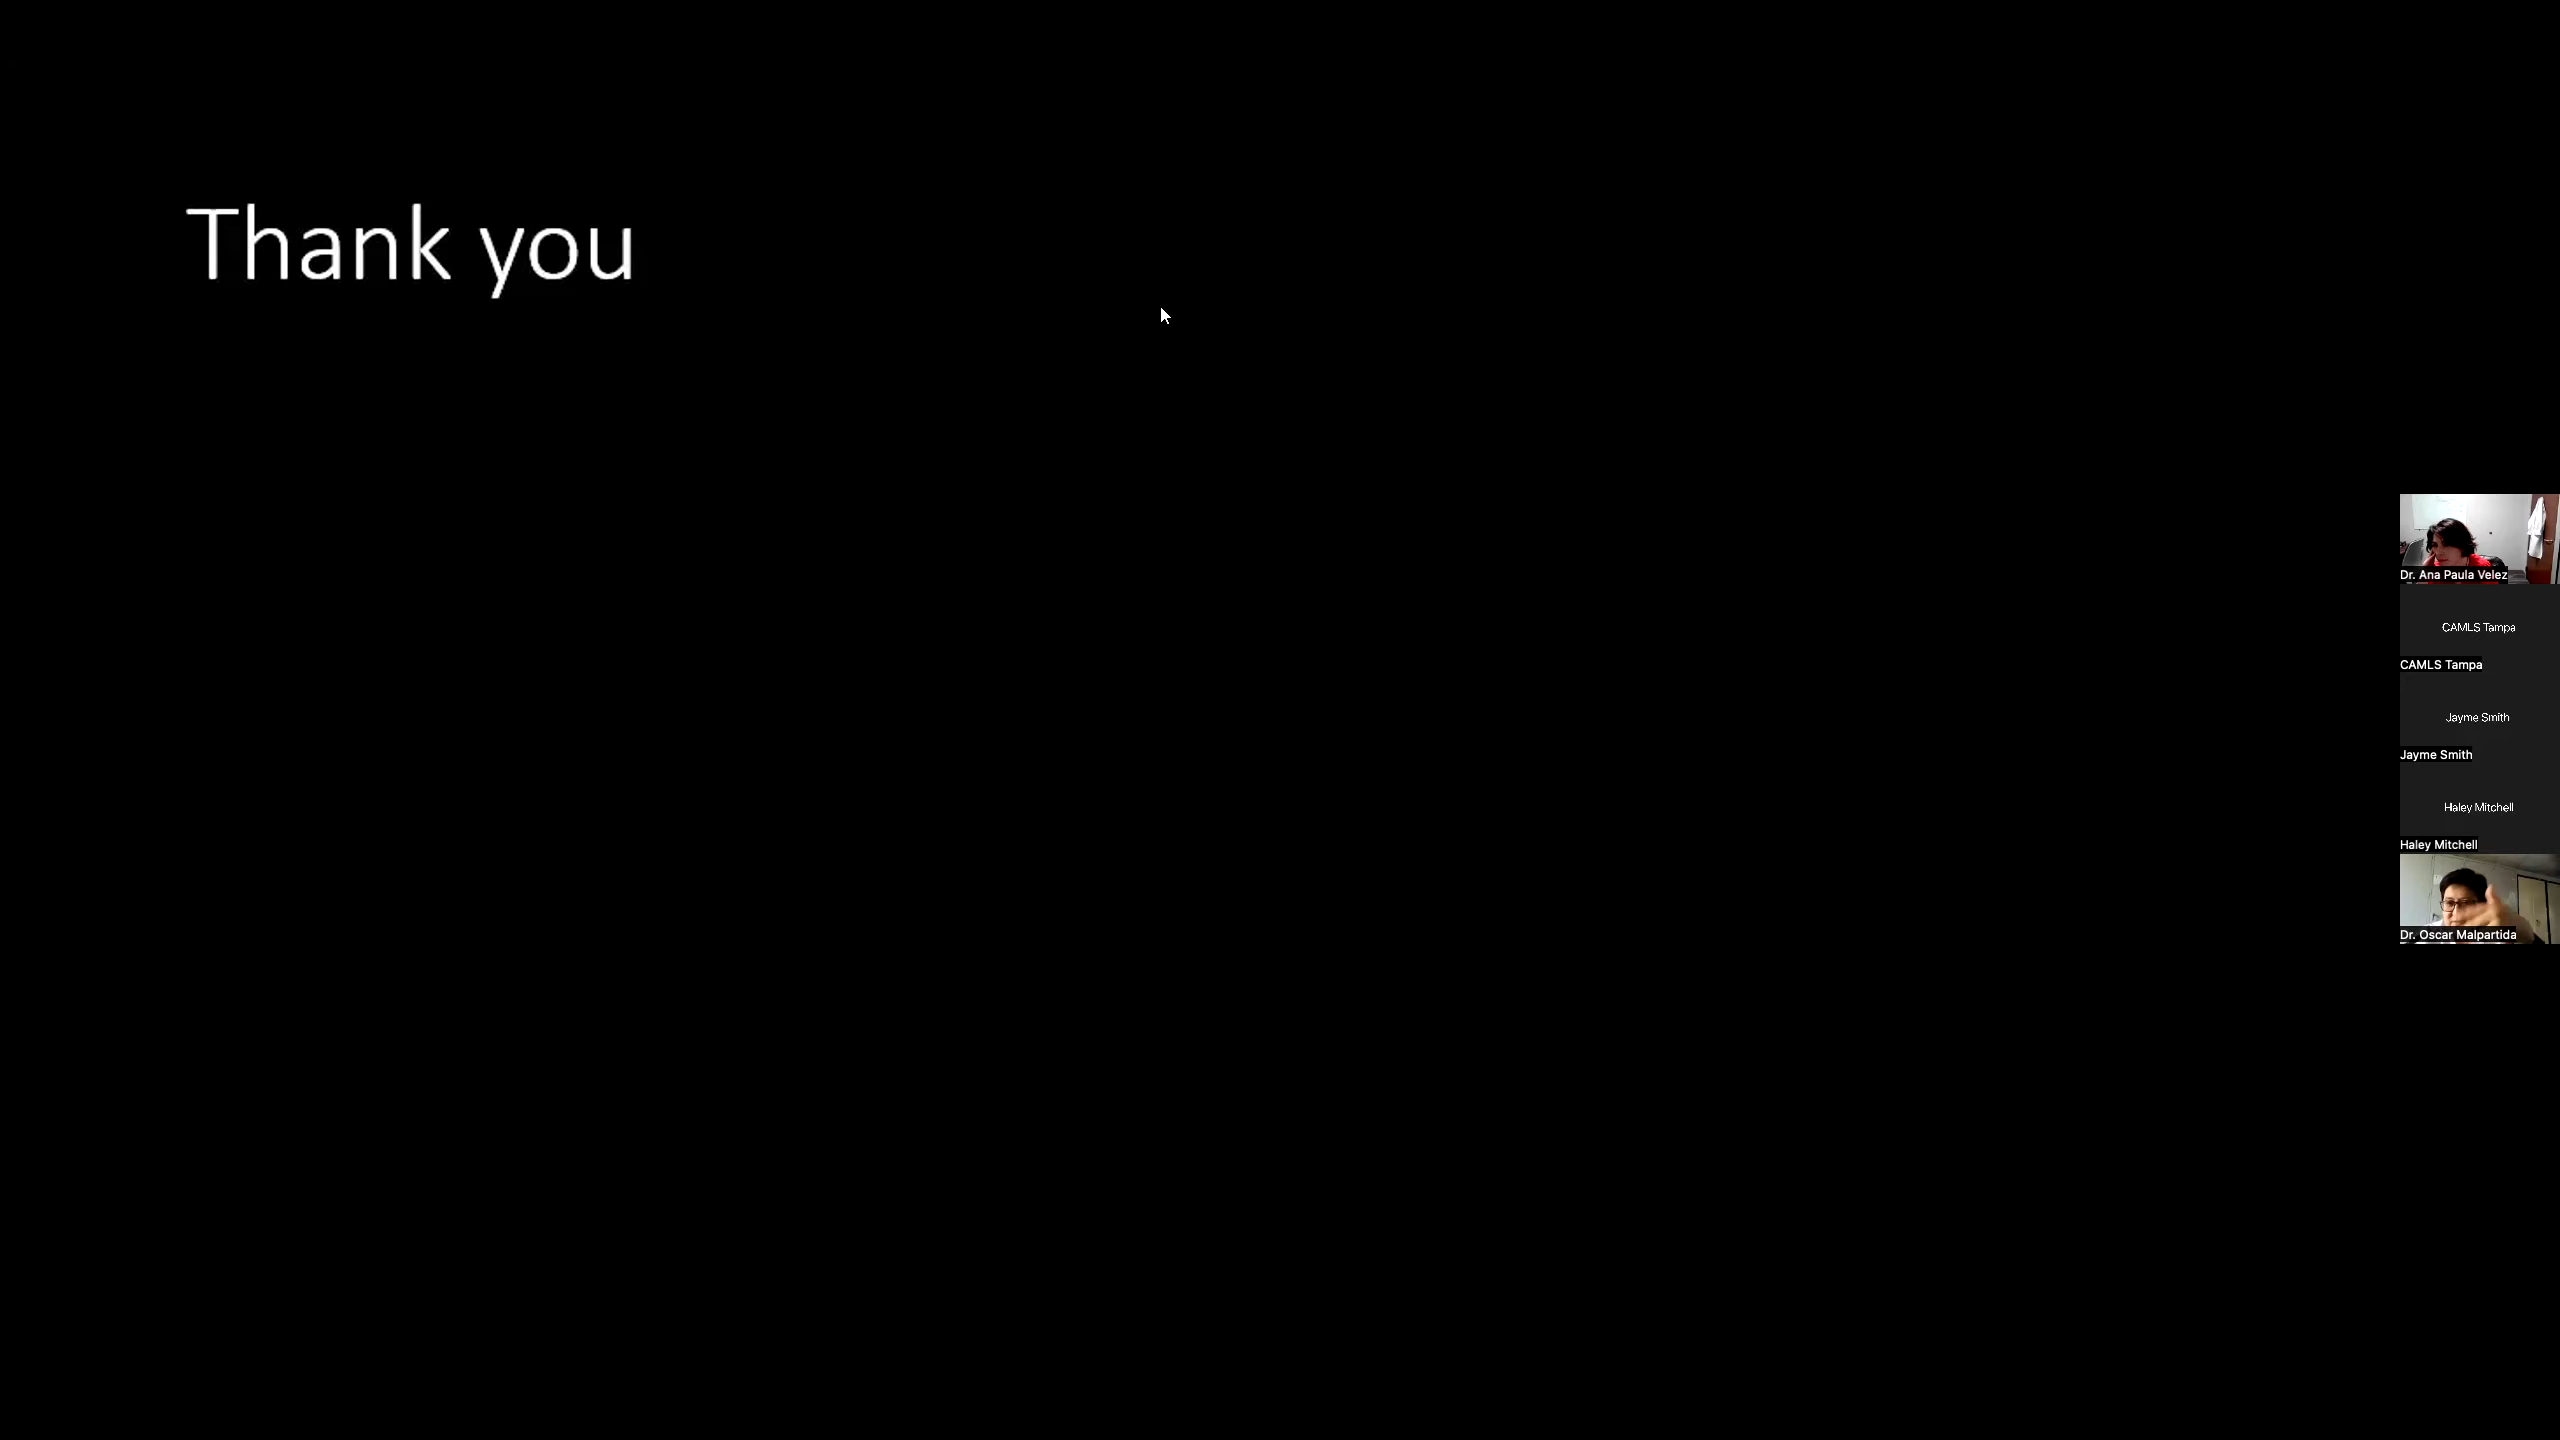 Thank you
Dr. Ana Paula Velez
CAMLS Tampa
CAMLS Tampa
Jayme Smith
Jayme Smith
Haley Mitchell
Haley Mitchell
Dr. Oscar Malpartida